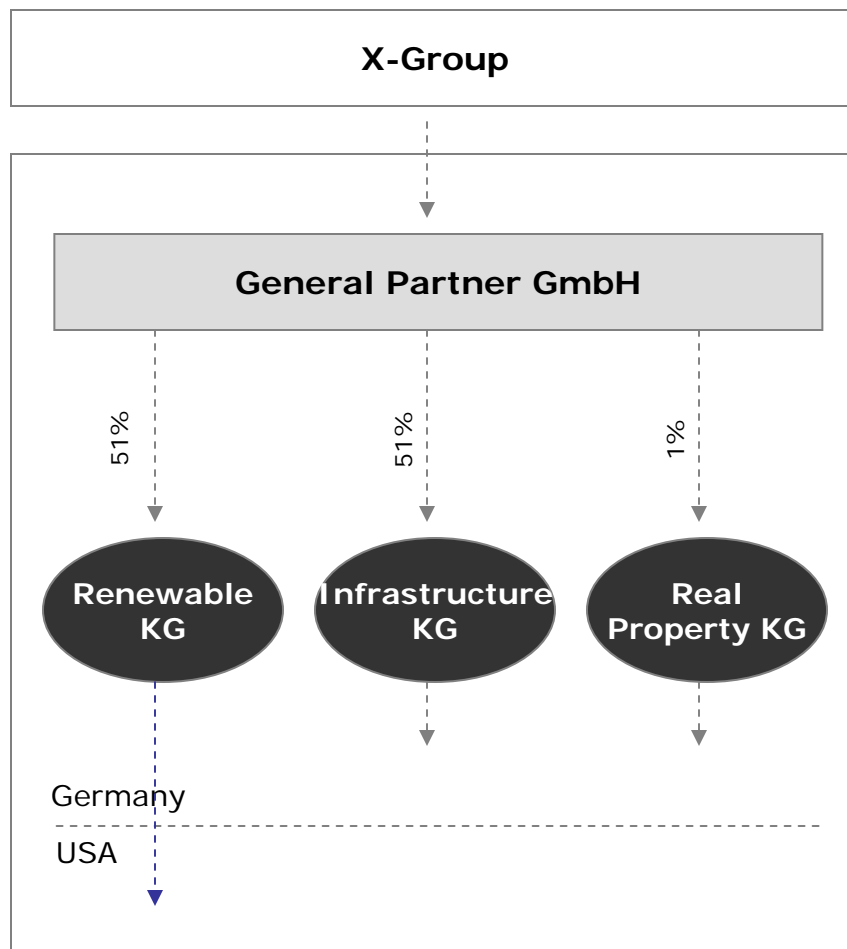 X-Group
General Partner GmbH
51%
51%
1%
Renewable
KG
Infrastructure
KG
Real
Property KG
Germany
USA